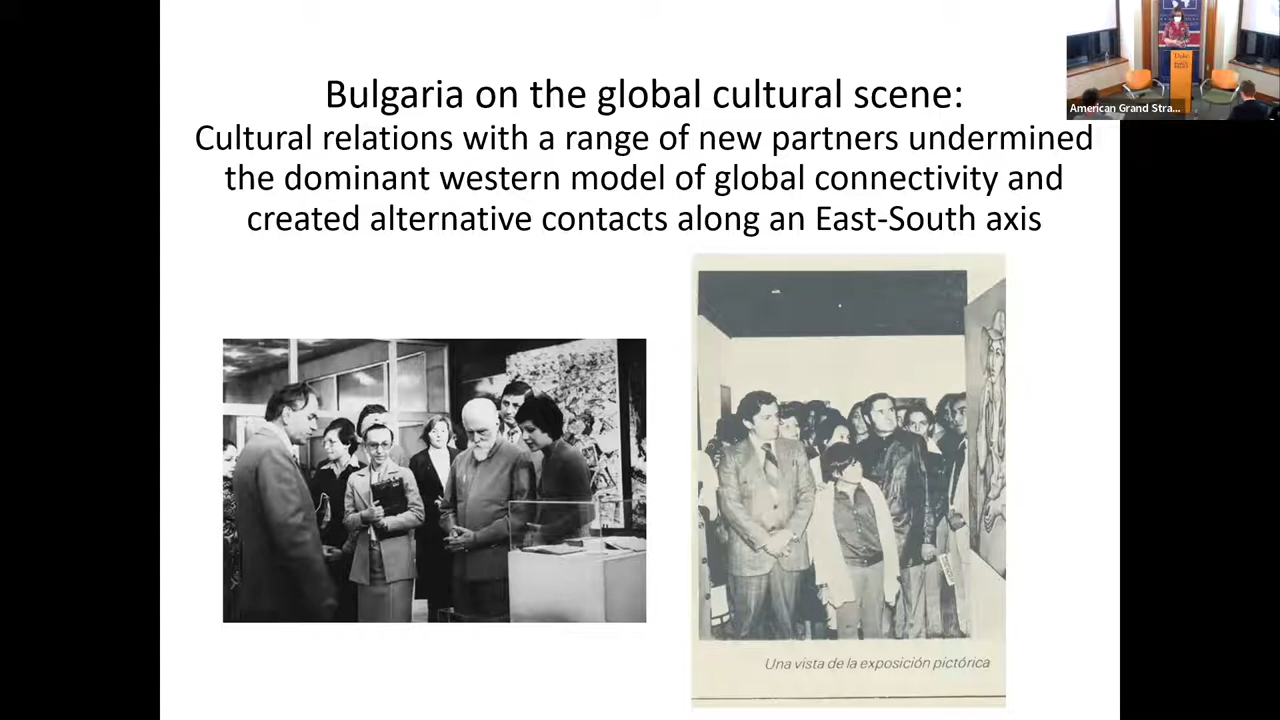 Bulgaria on the global cultural scene:
Cultural relations with a range of new partners undermined
the dominant western model of global connectivity and
created alternative contacts along an East-South axis
American Grand Stra...
Duke
Una vista de la exposición pictórica